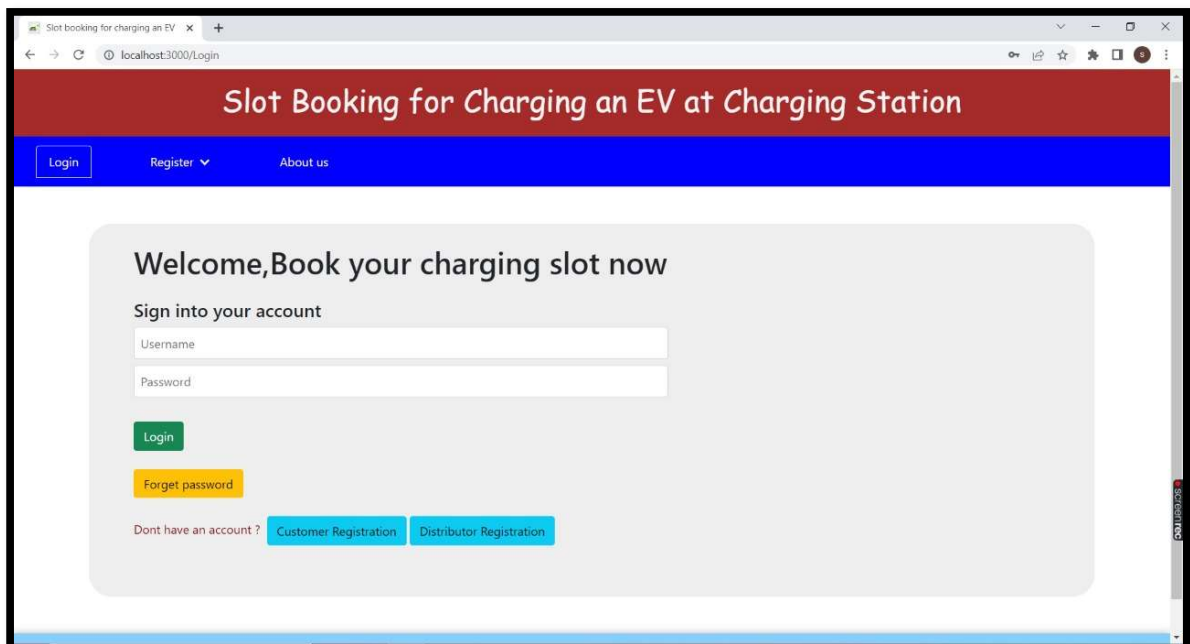 Slot booking for charging an EV
localhost:3000/Login
S
Slot Booking for Charging an EV at Charging Station
Login Register About us
Welcome,Book your charging slot now
Sign into your account
Username
Password
Login
Forget password
Dont have an account ? Customer Registration Distributor Registration
screenrec